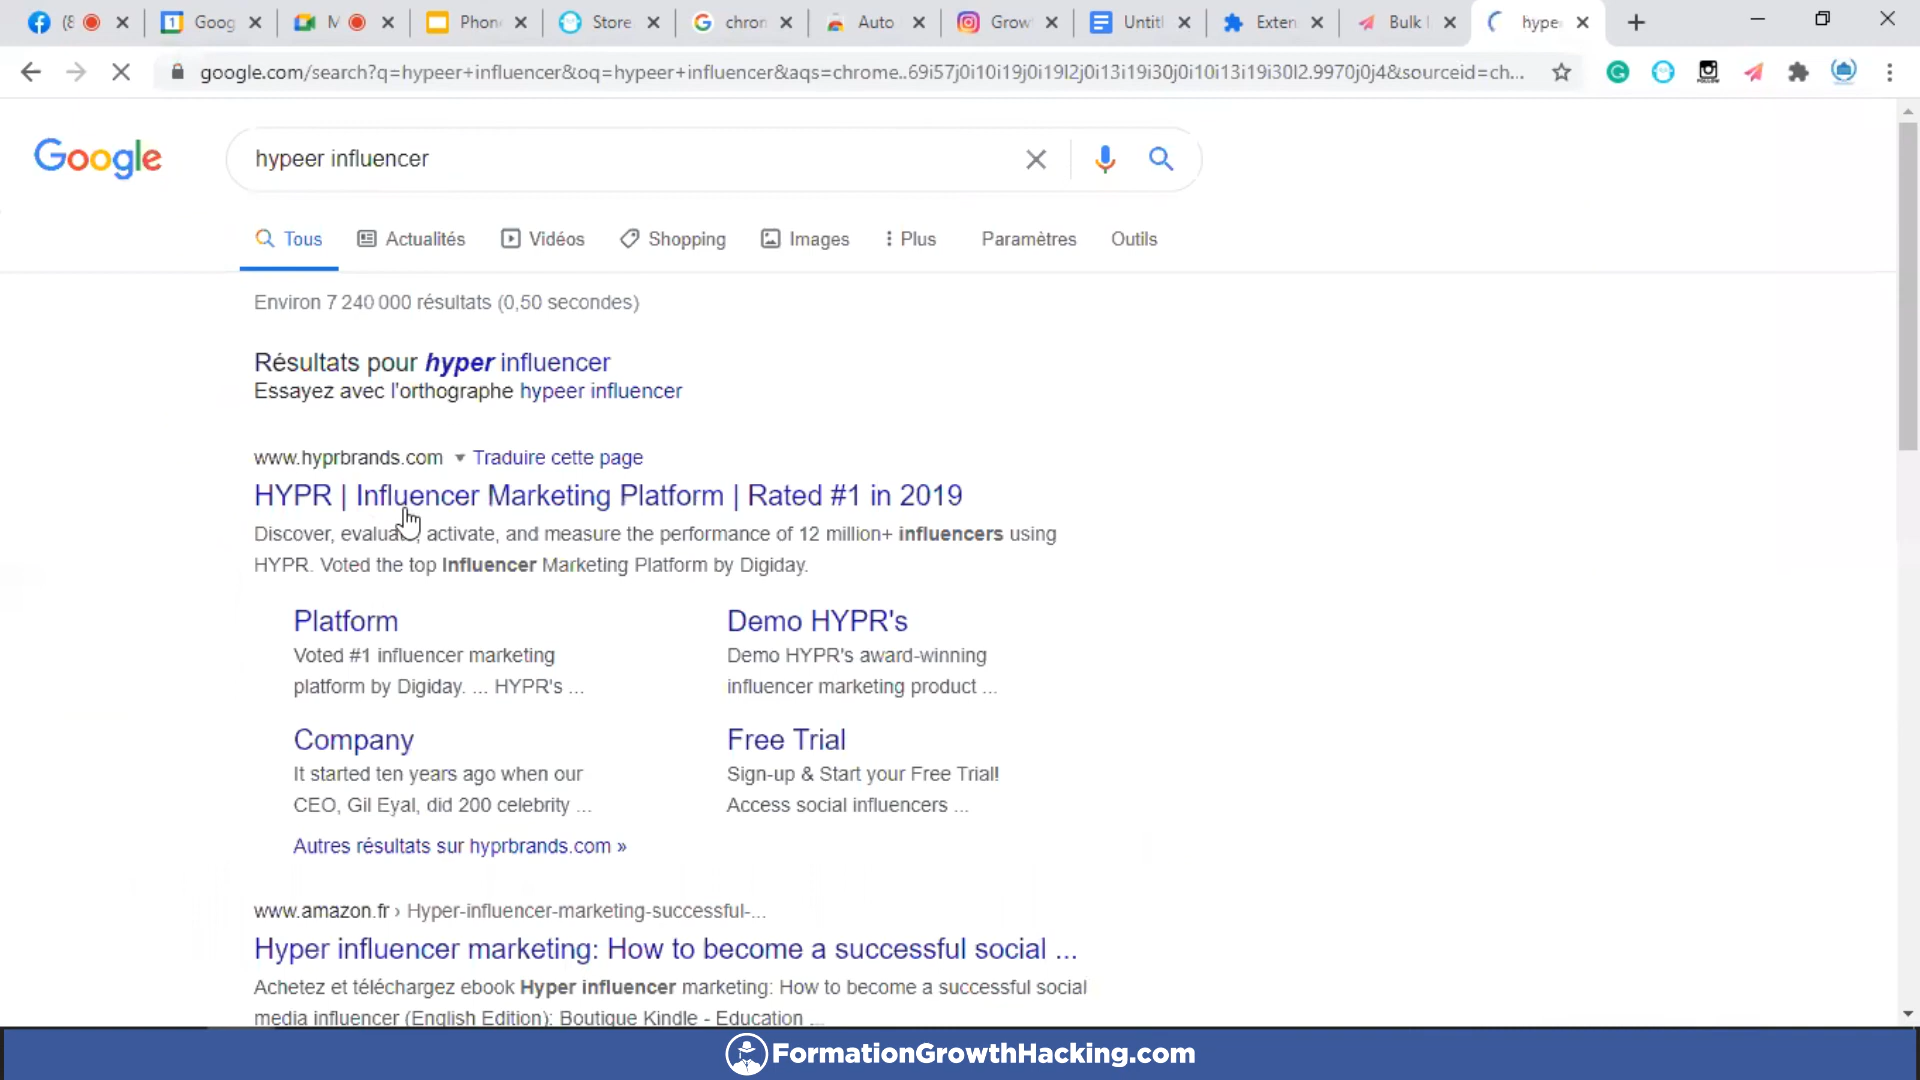 (8
Goog
M
Phon
Store
chron
Auto
Grow
Untitl
Exten
Bulk
hype
google.com/search?q=hypeer+influencer&oq=hypeer+influencer&aqs=chrome..69i57j0i10i19j0i19l2j0i13i19i30j0i10i13i19i30l2.9970j0j4&sourceid=ch...
Google
hypeer influencer
Tous
Actualités
Vidéos
Shopping
Images
Plus
Paramètres
Outils
Environ 7 240 000 résultats (0,50 secondes)
Résultats pour hyper influencer
Essayez avec l'orthographe hypeer influencer
www.hyprbrands.com ▾ Traduire cette page
HYPR | Influencer Marketing Platform | Rated #1 in 2019
Discover, evaluate, activate, and measure the performance of 12 million+ influencers using
HYPR. Voted the top Influencer Marketing Platform by Digiday.
Platform
Voted #1 influencer marketing
platform by Digiday. ... HYPR's ...
Demo HYPR's
Demo HYPR's award-winning
influencer marketing product ...
Company
It started ten years ago when our
CEO, Gil Eyal, did 200 celebrity ...
Free Trial
Sign-up & Start your Free Trial!
Access social influencers ...
Autres résultats sur hyprbrands.com »
www.amazon.fr › Hyper-influencer-marketing-successful-...
Hyper influencer marketing: How to become a successful social ...
Achetez et téléchargez ebook Hyper influencer marketing: How to become a successful social
media influencer (English Edition): Boutique Kindle - Education ...
FormationGrowthHacking.com